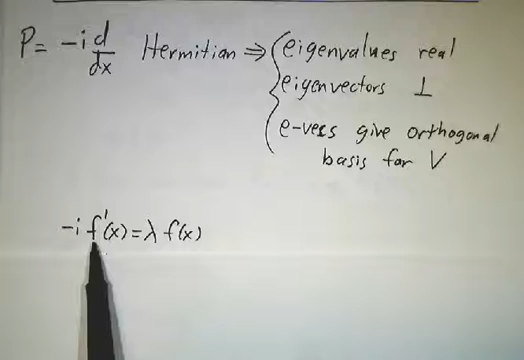 P = -i d/dx Hermitian ⇒ { eigenvalues real
eigenvectors ⊥
e-vecs give orthogonal
basis for V
-i f'(x) = λ f(x)